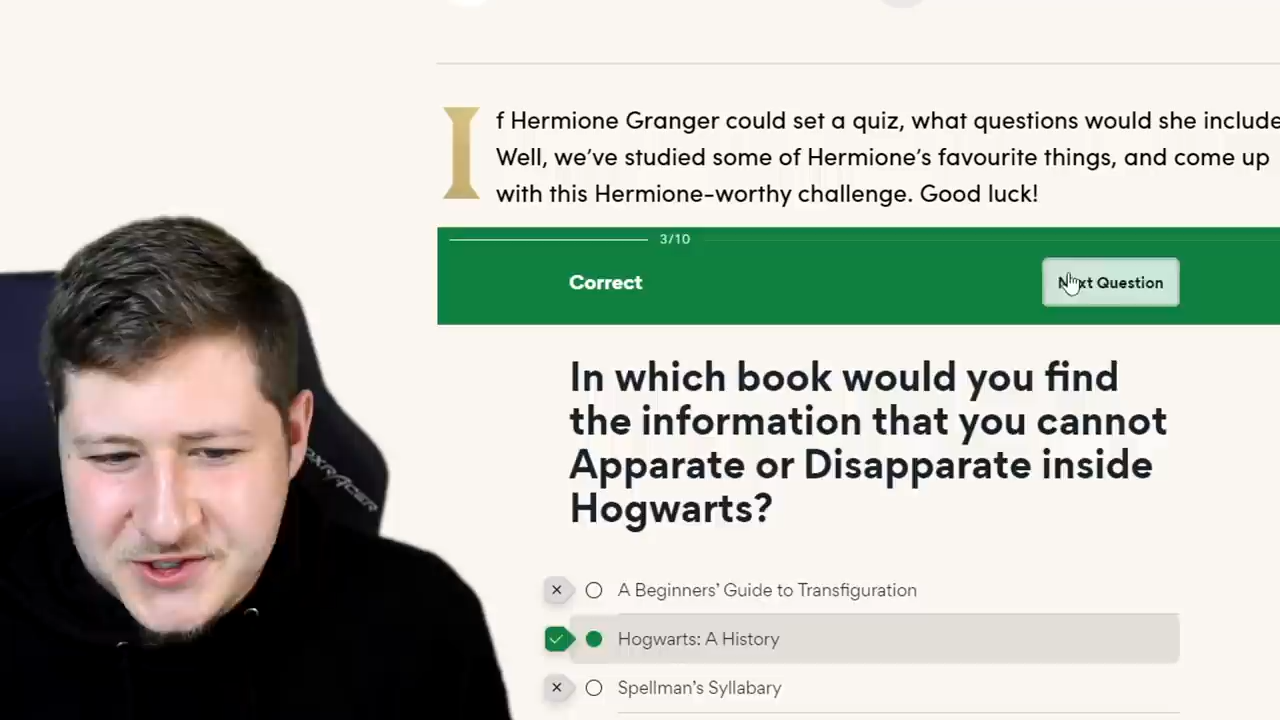 If Hermione Granger could set a quiz, what questions would she include
Well, we've studied some of Hermione's favourite things, and come up
with this Hermione-worthy challenge. Good luck!
3/10
Correct
Next Question
In which book would you find
the information that you cannot
Apparate or Disapparate inside
Hogwarts?
A Beginners' Guide to Transfiguration
Hogwarts: A History
Spellman's Syllabary
DXRACER